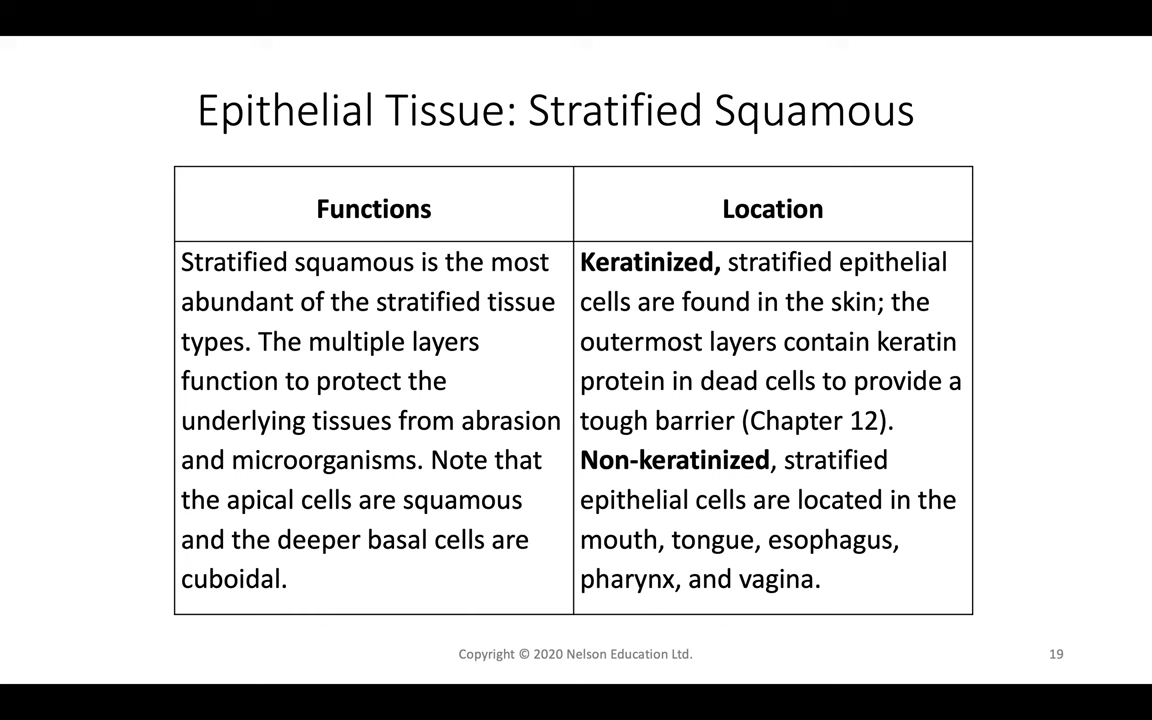 Epithelial Tissue: Stratified Squamous
Functions
Location
Stratified squamous is the most
abundant of the stratified tissue
types. The multiple layers
function to protect the
underlying tissues from abrasion
and microorganisms. Note that
the apical cells are squamous
and the deeper basal cells are
cuboidal.
Keratinized, stratified epithelial
cells are found in the skin; the
outermost layers contain keratin
protein in dead cells to provide a
tough barrier (Chapter 12).
Non-keratinized, stratified
epithelial cells are located in the
mouth, tongue, esophagus,
pharynx, and vagina.
Copyright © 2020 Nelson Education Ltd.
19